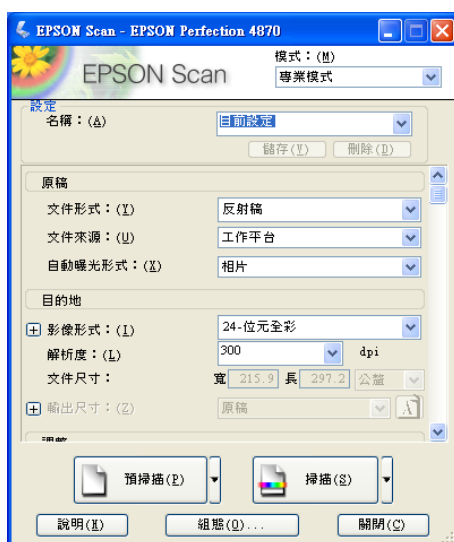 EPSON Scan - EPSON Perfection 4870
EPSON Scan
模式：(M)
專業模式
設定
名稱：(A) 目前設定
儲存(V) 刪除(D)
原稿
文件形式：(Y) 反射稿
文件來源：(U) 工作平台
自動曝光形式：(X) 相片
目的地
影像形式：(I) 24-位元全彩
解析度：(L) 300 dpi
文件尺寸： 寬 215.9 長 297.2 公釐
輸出尺寸：(Z) 原稿
調整
預掃描(P) 掃描(S)
說明(H) 組態(O)... 關閉(C)